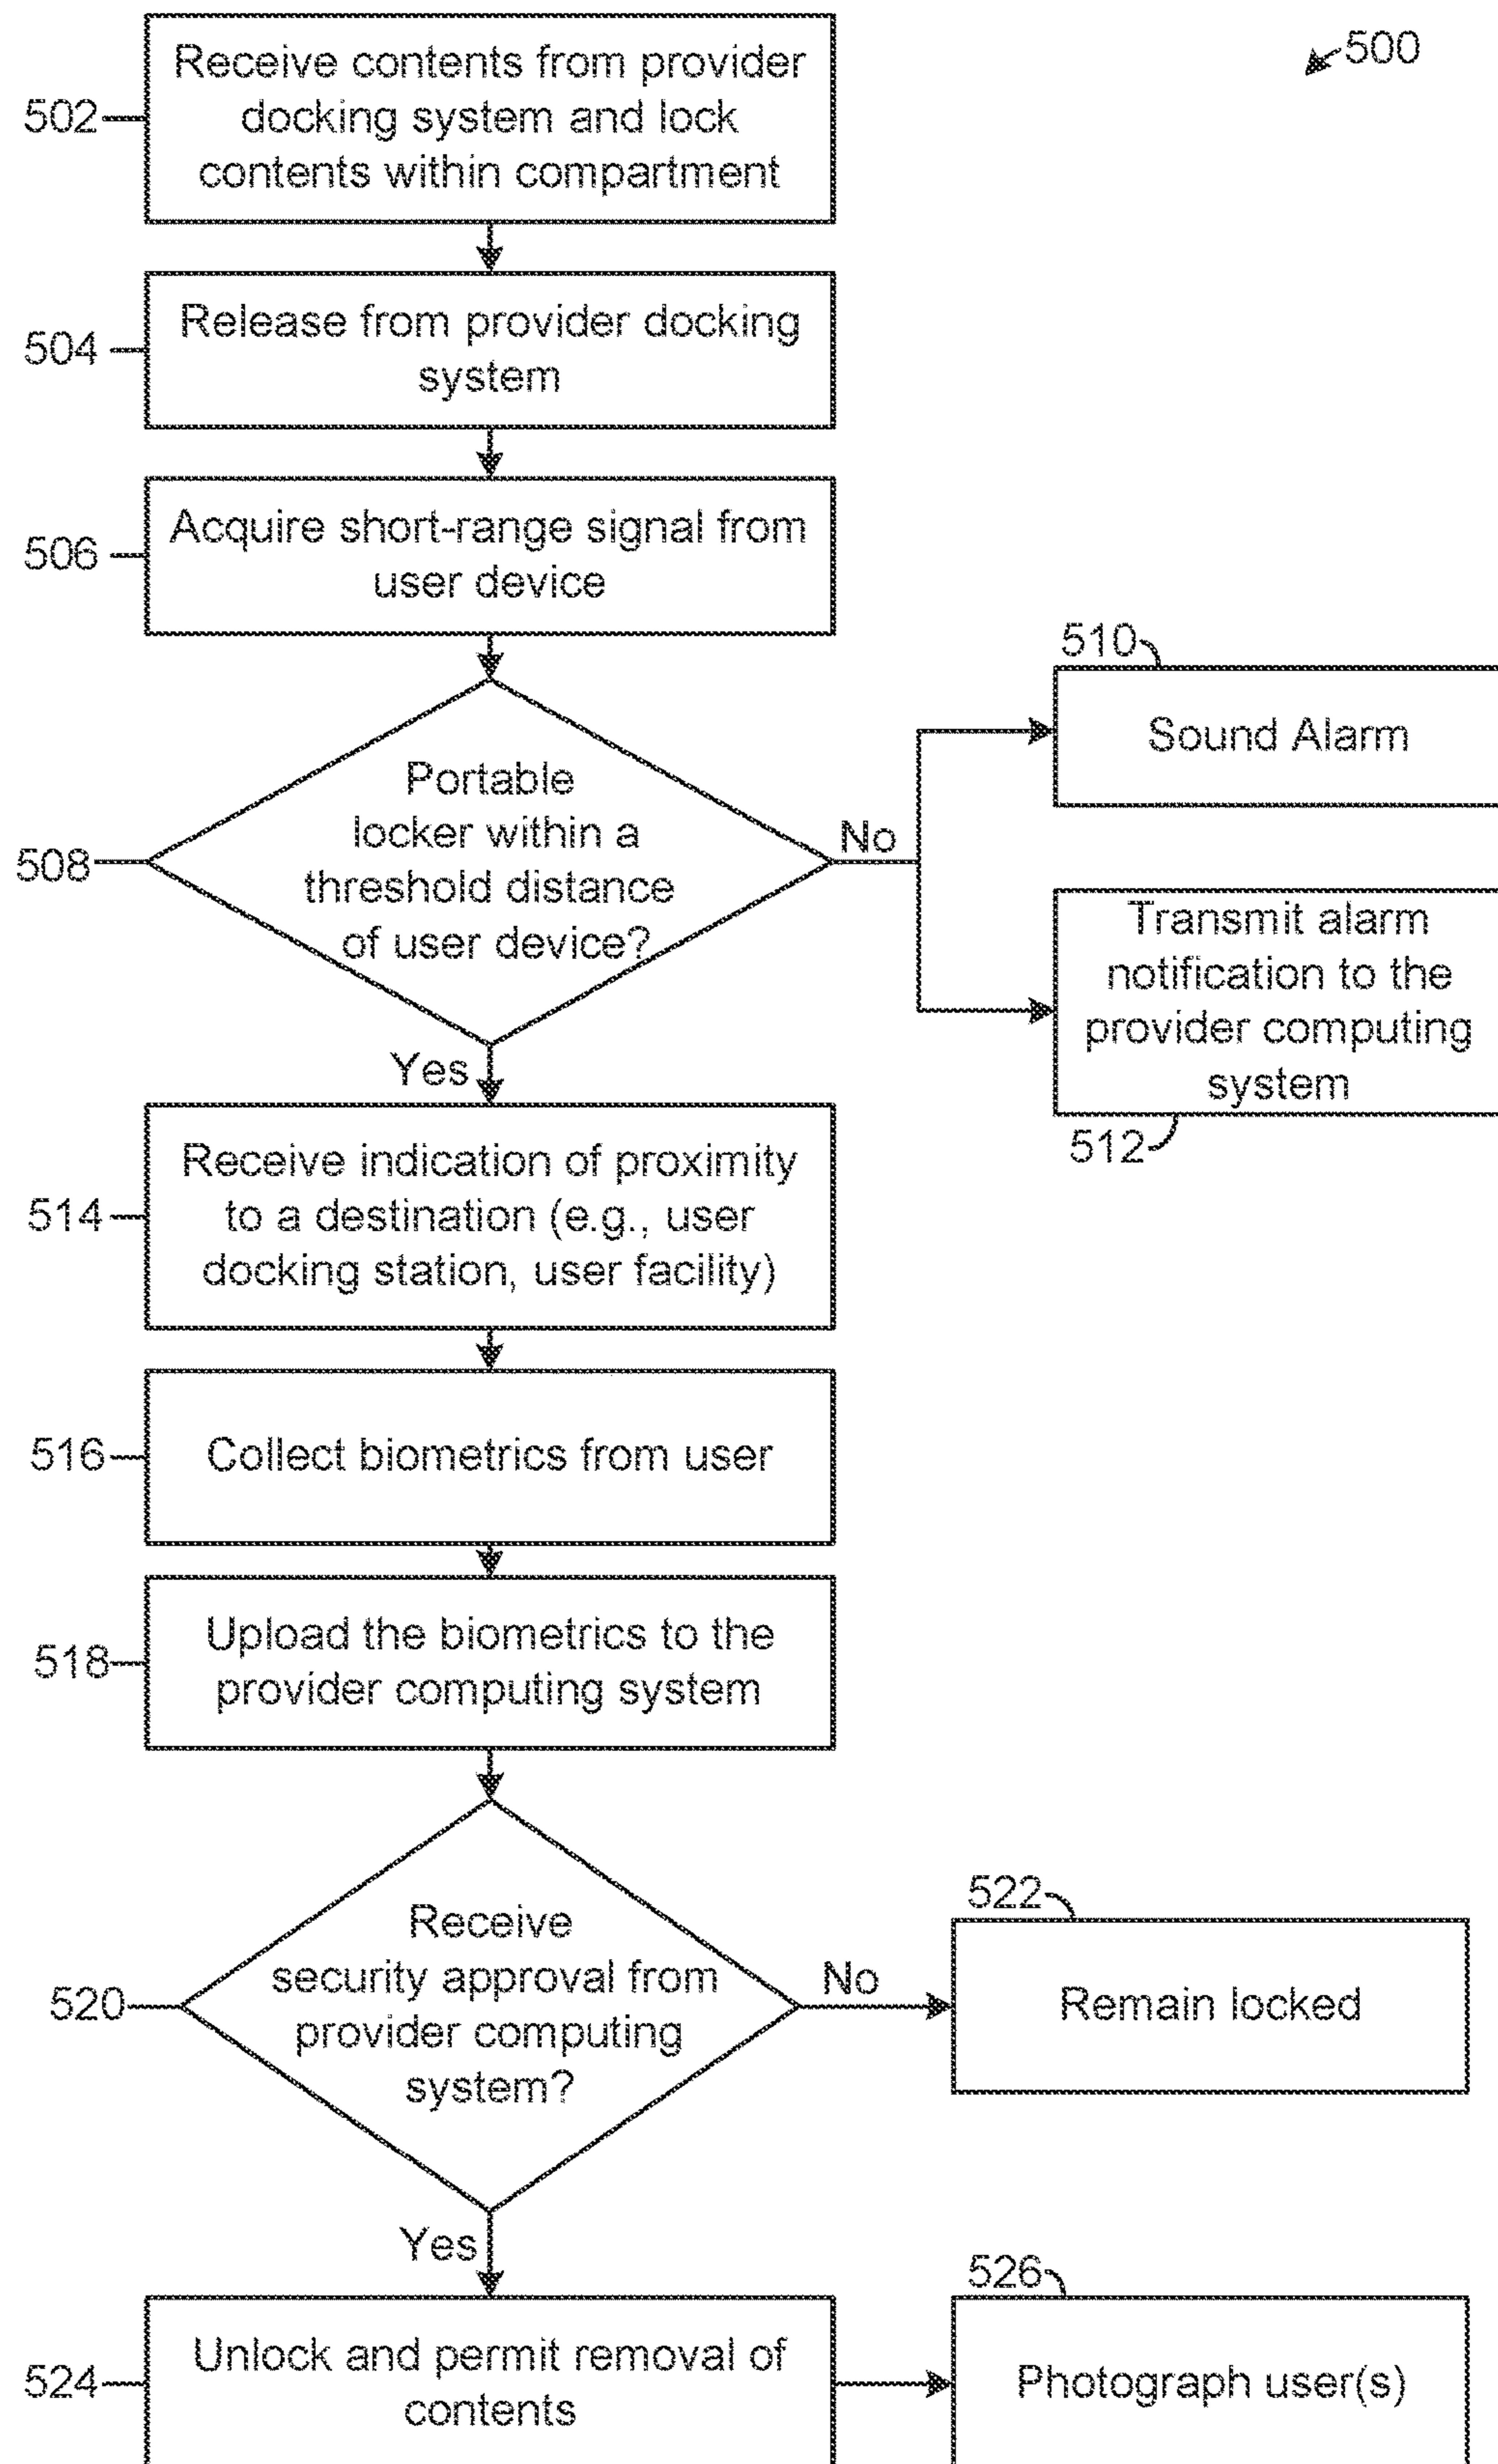 500
502
Receive contents from provider
docking system and lock
contents within compartment
504
Release from provider docking
system
506
Acquire short-range signal from
user device
508
Portable
locker within a
threshold distance
of user device?
No
510
Sound Alarm
Transmit alarm
notification to the
provider computing
system
512
Yes
514
Receive indication of proximity
to a destination (e.g., user
docking station, user facility)
516
Collect biometrics from user
518
Upload the biometrics to the
provider computing system
520
Receive
security approval from
provider computing
system?
No
522
Remain locked
Yes
524
Unlock and permit removal of
contents
526
Photograph user(s)